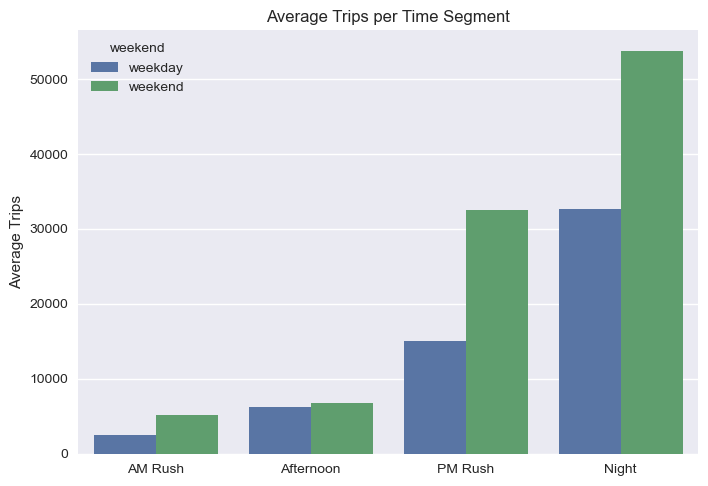 Average Trips per Time Segment
weekend
weekday
weekend
50000
40000
30000
20000
10000
0
Average Trips
AM Rush
Afternoon
PM Rush
Night